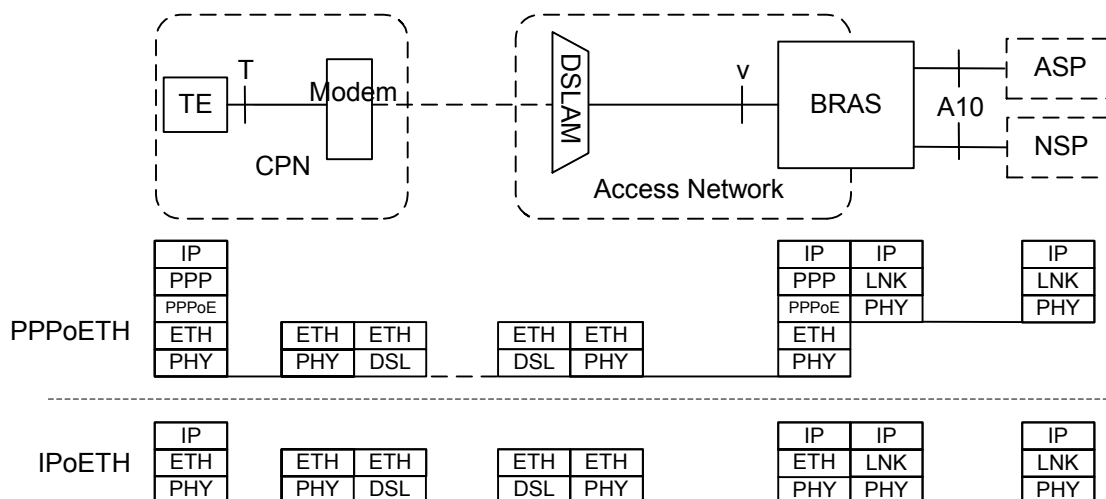 T
V
DSLAM
ASP
TE
Modem
BRAS
A10
NSP
CPN
Access Network
IP IP IP IP
PPP PPP LNK LNK
PPPoE PPPoE PHY PHY
PPPoETH
ETH ETH ETH ETH ETH ETH
PHY PHY DSL DSL PHY PHY
IP IP IP IP
IPoETH
ETH ETH ETH ETH ETH ETH LNK LNK
PHY PHY DSL DSL PHY PHY PHY PHY